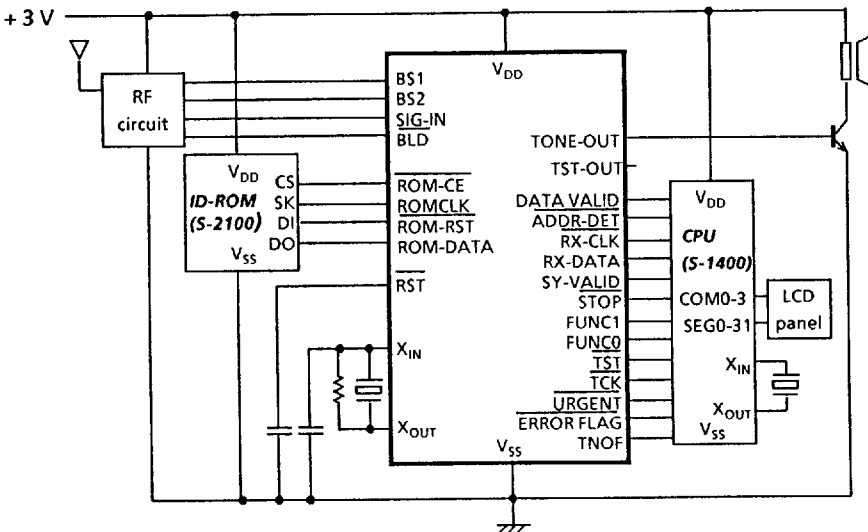 + 3 V
RF
circuit
V_DD
BS1
BS2
SIG-IN
BLD
ROM-CE
ROMCLK
ROM-RST
ROM-DATA
RST
X_IN
X_OUT
V_SS
TONE-OUT
TST-OUT
DATA VALID
ADDR-DET
RX-CLK
RX-DATA
SY-VALID
STOP
FUNC1
FUNC0
TST
TCK
URGENT
ERROR FLAG
TNOF
V_DD
ID-ROM
(S-2100)
CS
SK
DI
DO
V_SS
V_DD
CPU
(S-1400)
COM0-3
SEG0-31
X_IN
X_OUT
V_SS
LCD
panel